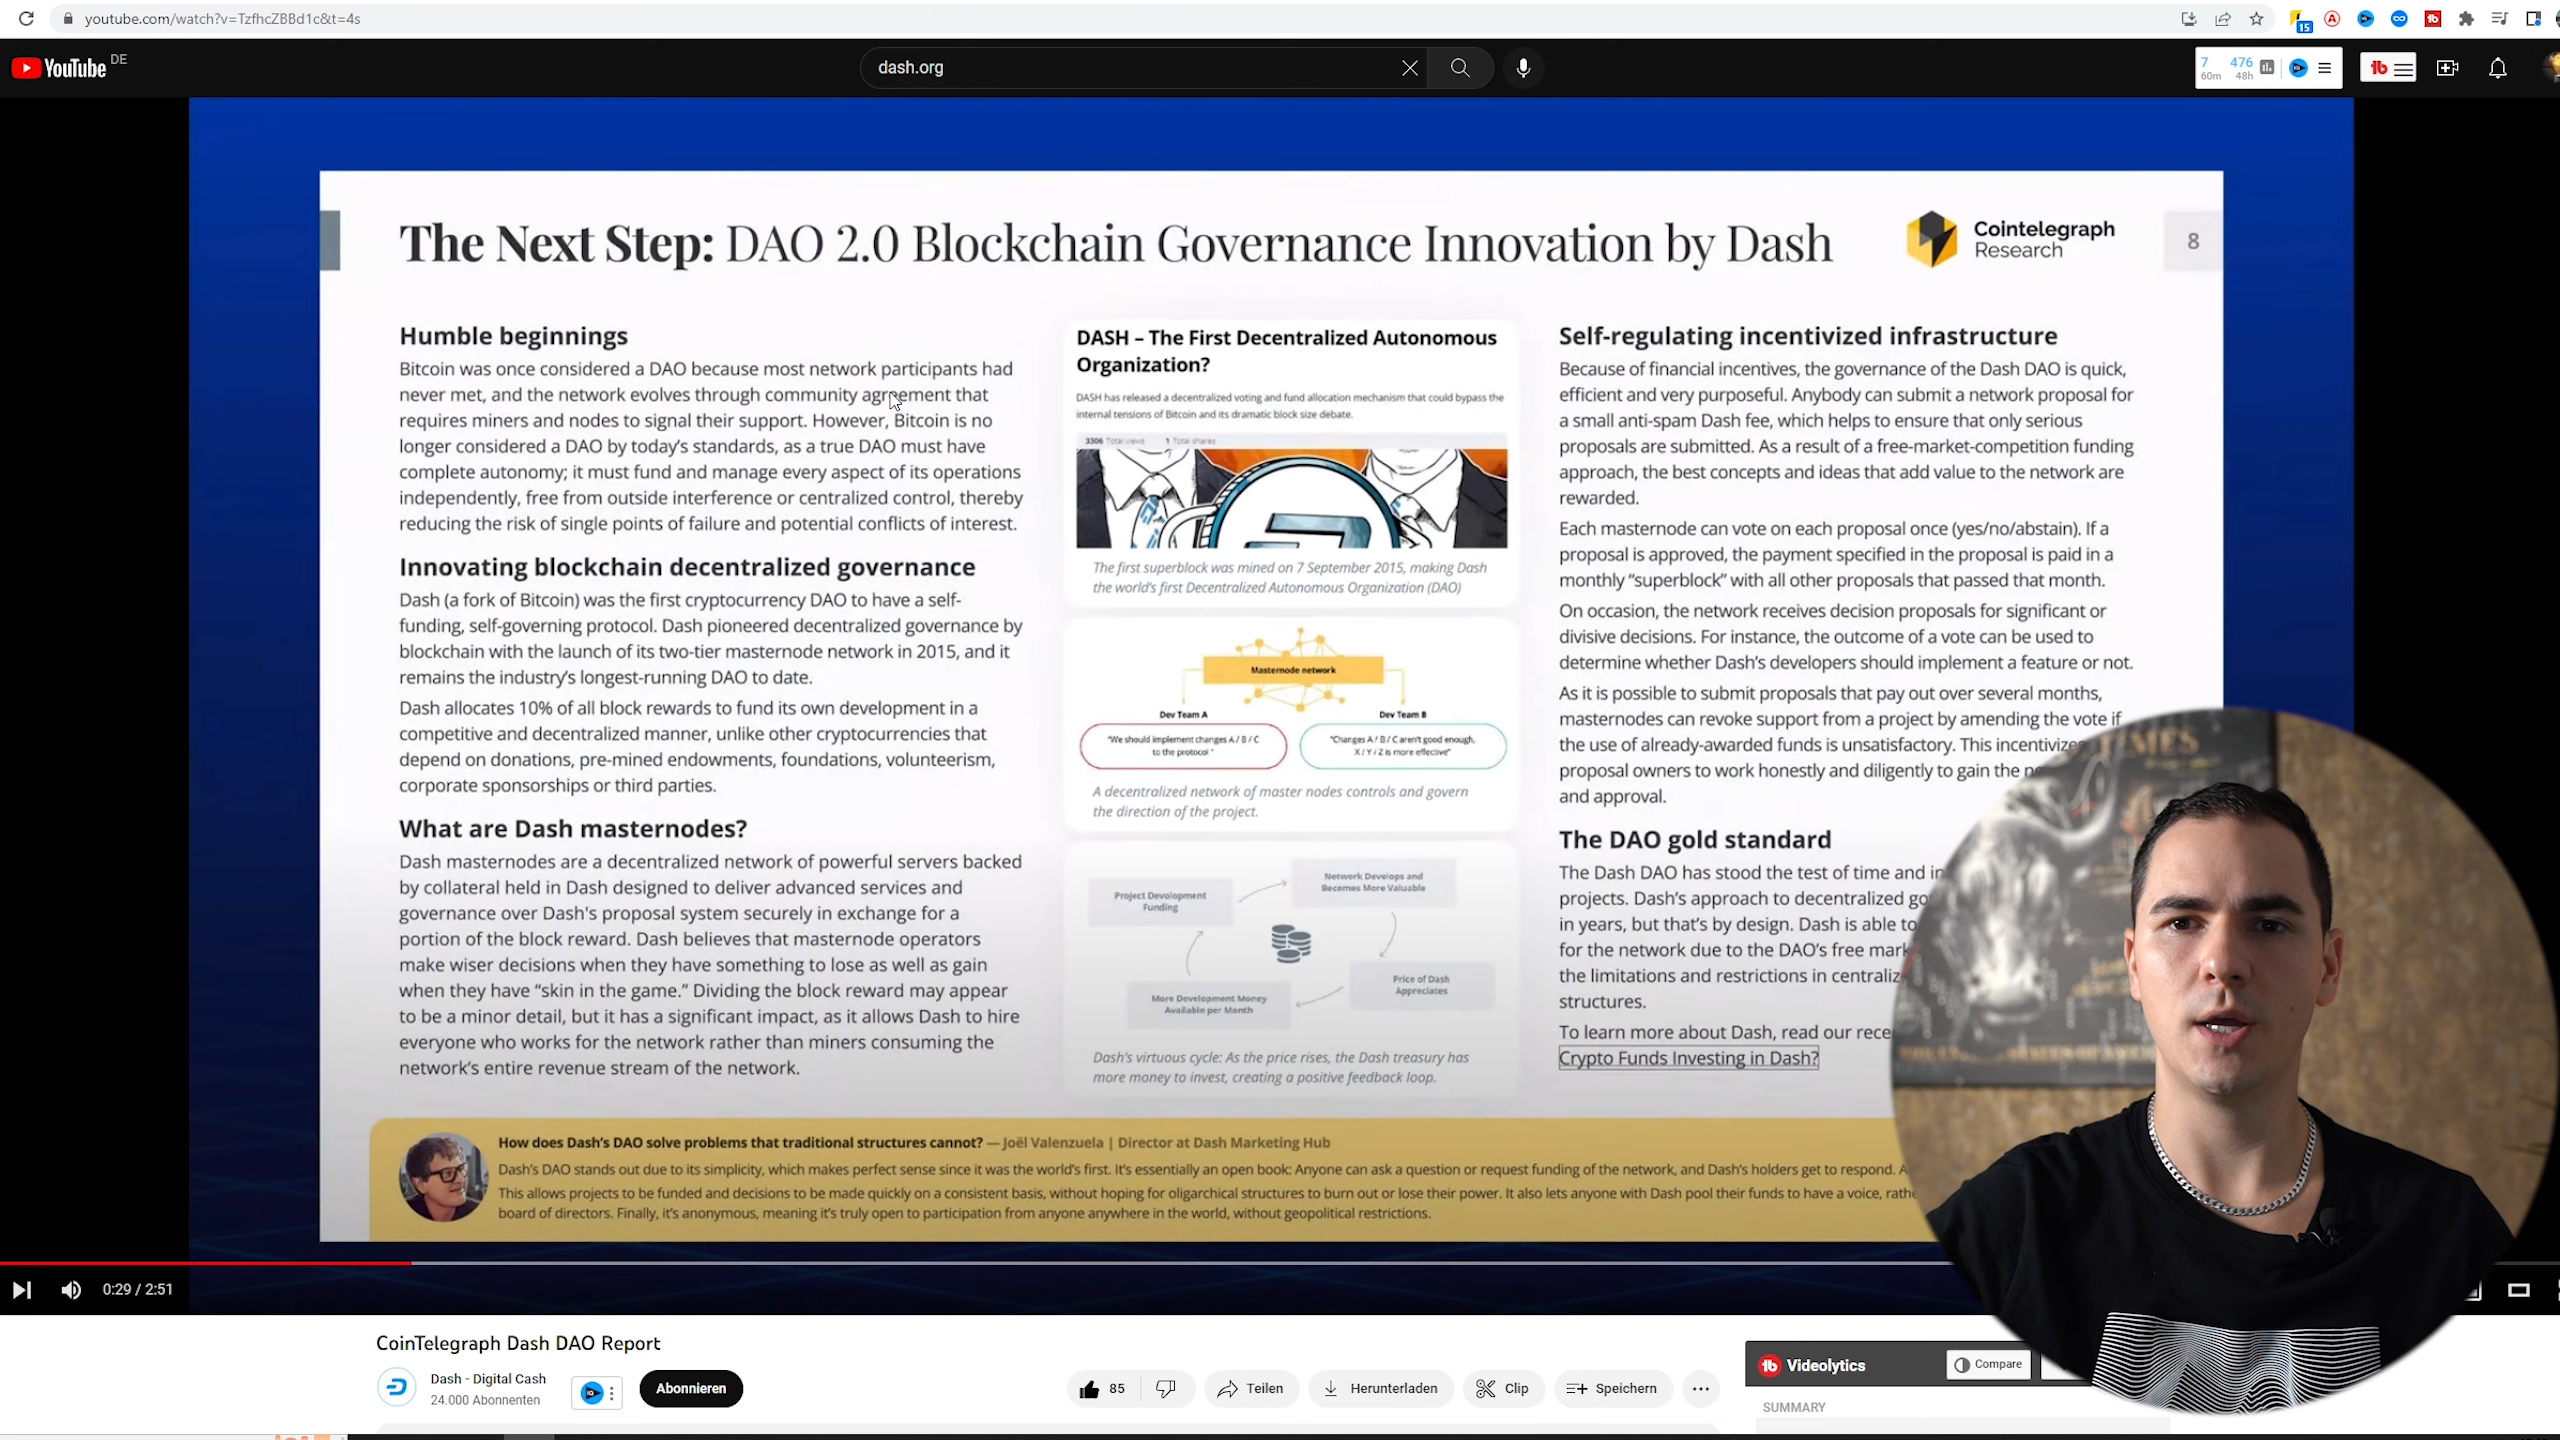 youtube.com/watch?v=TzfhcZBBd1c&t=4s
15
YouTube DE
dash.org
7 476
60m 48h
The Next Step: DAO 2.0 Blockchain Governance Innovation by Dash
Cointelegraph
Research
8
Humble beginnings
Bitcoin was once considered a DAO because most network participants had
never met, and the network evolves through community agreement that
requires miners and nodes to signal their support. However, Bitcoin is no
longer considered a DAO by today's standards, as a true DAO must have
complete autonomy; it must fund and manage every aspect of its operations
independently, free from outside interference or centralized control, thereby
reducing the risk of single points of failure and potential conflicts of interest.
Innovating blockchain decentralized governance
Dash (a fork of Bitcoin) was the first cryptocurrency DAO to have a self-
funding, self-governing protocol. Dash pioneered decentralized governance by
blockchain with the launch of its two-tier masternode network in 2015, and it
remains the industry's longest-running DAO to date.
Dash allocates 10% of all block rewards to fund its own development in a
competitive and decentralized manner, unlike other cryptocurrencies that
depend on donations, pre-mined endowments, foundations, volunteerism,
corporate sponsorships or third parties.
What are Dash masternodes?
Dash masternodes are a decentralized network of powerful servers backed
by collateral held in Dash designed to deliver advanced services and
governance over Dash's proposal system securely in exchange for a
portion of the block reward. Dash believes that masternode operators
make wiser decisions when they have something to lose as well as gain
when they have "skin in the game." Dividing the block reward may appear
to be a minor detail, but it has a significant impact, as it allows Dash to hire
everyone who works for the network rather than miners consuming the
network's entire revenue stream of the network.
DASH – The First Decentralized Autonomous
Organization?
DASH has released a decentralized voting and fund allocation mechanism that could bypass the
internal tensions of Bitcoin and its dramatic block size debate.
3306 Total views 1 Total shares
The first superblock was mined on 7 September 2015, making Dash
the world's first Decentralized Autonomous Organization (DAO)
Masternode network
Dev Team A
Dev Team B
"We should implement changes A / B / C
to the protocol "
"Changes A / B / C aren't good enough,
X / Y / Z is more effective"
A decentralized network of master nodes controls and govern
the direction of the project.
Project Development
Funding
Network Develops and
Becomes More Valuable
More Development Money
Available per Month
Price of Dash
Appreciates
Dash's virtuous cycle: As the price rises, the Dash treasury has
more money to invest, creating a positive feedback loop.
Self-regulating incentivized infrastructure
Because of financial incentives, the governance of the Dash DAO is quick,
efficient and very purposeful. Anybody can submit a network proposal for
a small anti-spam Dash fee, which helps to ensure that only serious
proposals are submitted. As a result of a free-market-competition funding
approach, the best concepts and ideas that add value to the network are
rewarded.
Each masternode can vote on each proposal once (yes/no/abstain). If a
proposal is approved, the payment specified in the proposal is paid in a
monthly "superblock" with all other proposals that passed that month.
On occasion, the network receives decision proposals for significant or
divisive decisions. For instance, the outcome of a vote can be used to
determine whether Dash's developers should implement a feature or not.
As it is possible to submit proposals that pay out over several months,
masternodes can revoke support from a project by amending the vote if
the use of already-awarded funds is unsatisfactory. This
proposal owners to work honestly and diligently to gain the
and approval.
The DAO gold standard
The Dash DAO has stood the test of time and
projects. Dash's approach to decentralized
in years, but that's by design. Dash is able to
for the network due to the DAO's free
the limitations and restrictions in
structures.
To learn more about Dash, read our
Crypto Funds Investing in Dash?
TIMES
How does Dash's DAO solve problems that traditional structures cannot? — Joël Valenzuela | Director at Dash Marketing Hub
Dash's DAO stands out due to its simplicity, which makes perfect sense since it was the world's first. It's essentially an open book: Anyone can ask a question or request funding of the network, and Dash's holders get to respond.
This allows projects to be funded and decisions to be made quickly on a consistent basis, without hoping for oligarchical structures to burn out or lose their power. It also lets anyone with Dash pool their funds to have a voice,
board of directors. Finally, it's anonymous, meaning it's truly open to participation from anyone anywhere in the world, without geopolitical restrictions.
0:29 / 2:51
CoinTelegraph Dash DAO Report
Dash - Digital Cash
24.000 Abonnenten
Abonnieren
85
Teilen
Herunterladen
Clip
Speichern
Videolytics
Compare
SUMMARY